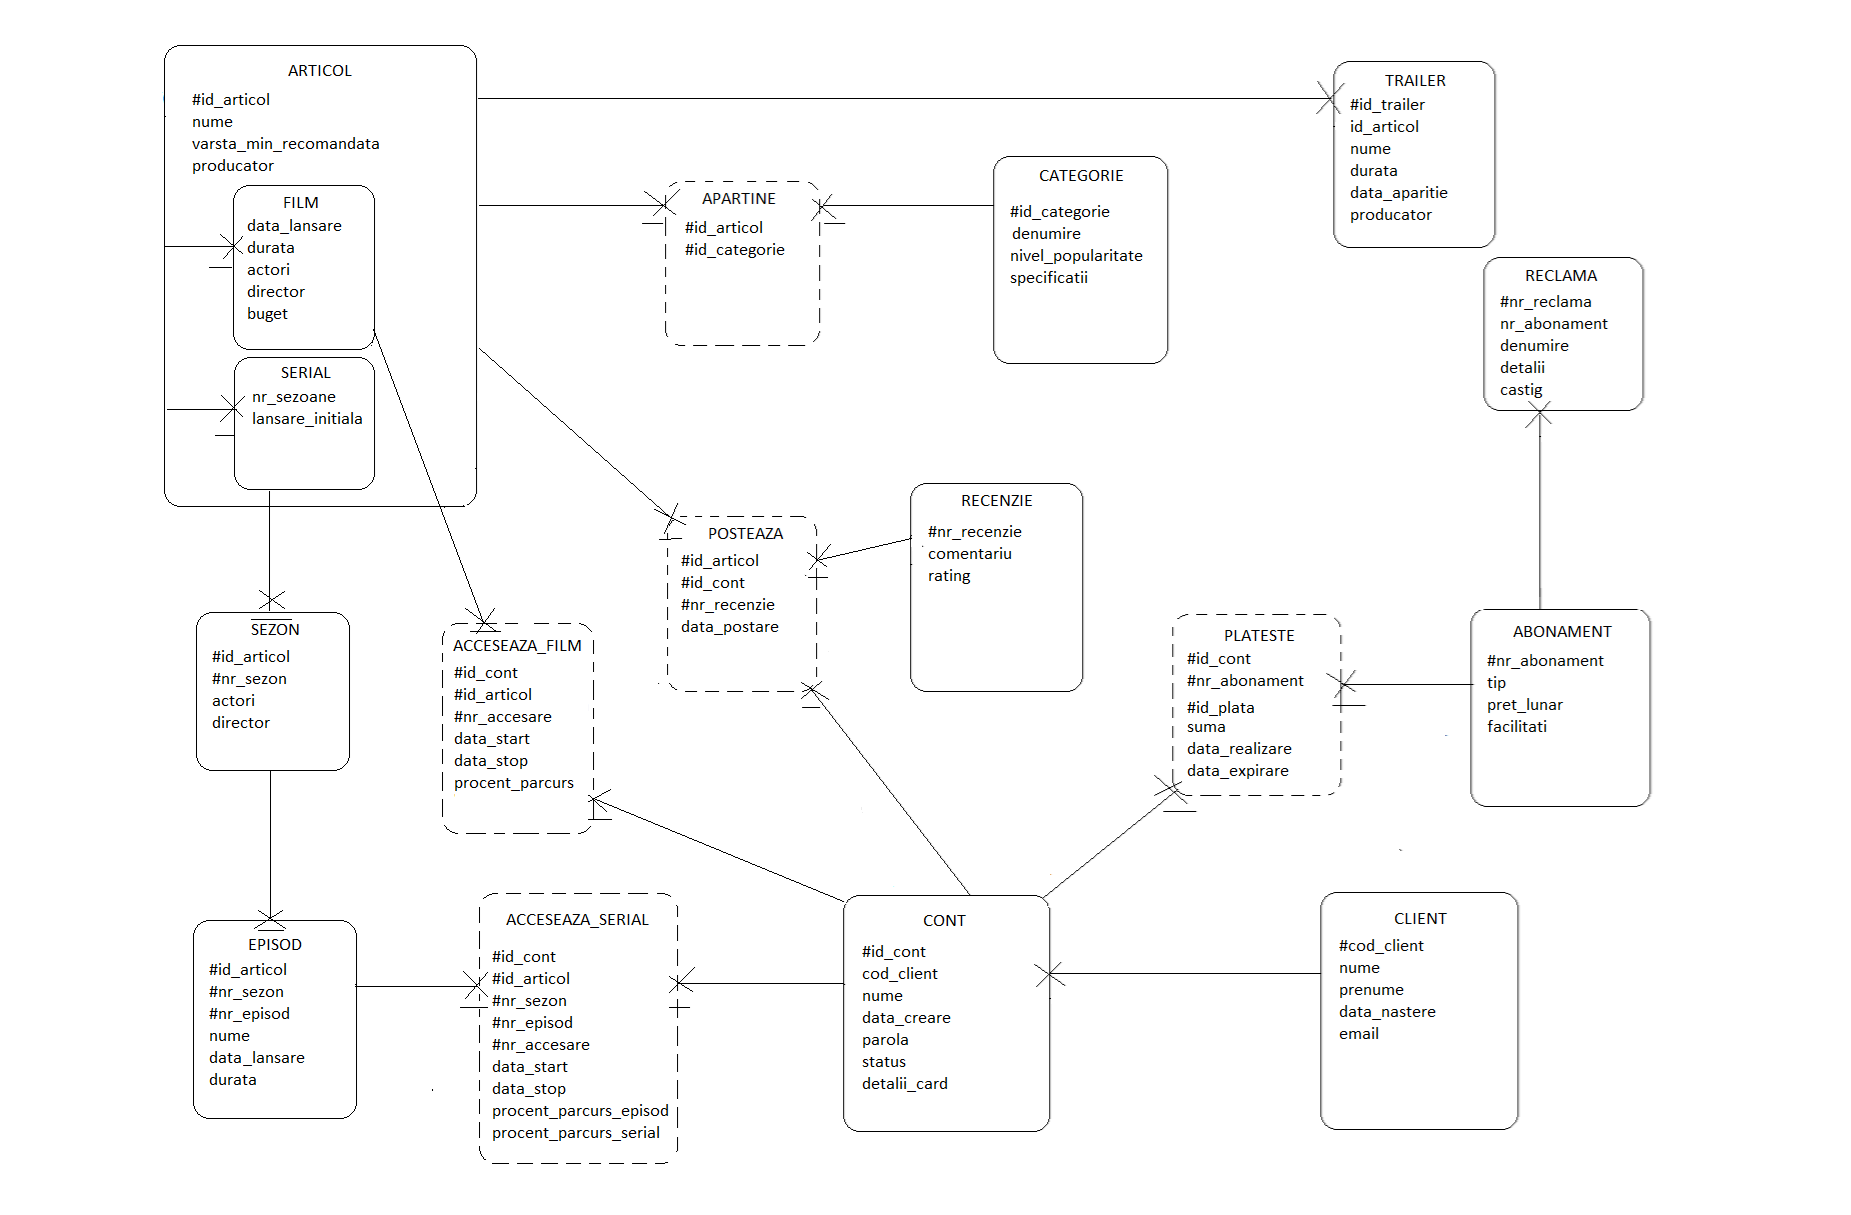 ARTICOL
#id_articol
nume
varsta_min_recomandata
producator
FILM
data_lansare
durata
actori
director
buget
SERIAL
nr_sezoane
lansare_initiala
TRAILER
#id_trailer
id_articol
nume
durata
data_aparitie
producator
APARTINE
#id_articol
#id_categorie
CATEGORIE
#id_categorie
denumire
nivel_popularitate
specificatii
RECLAMA
#nr_reclama
nr_abonament
denumire
detalii
castig
POSTEAZA
#id_articol
#id_cont
#nr_recenzie
data_postare
RECENZIE
#nr_recenzie
comentariu
rating
SEZON
#id_articol
#nr_sezon
actori
director
ACCESEAZA_FILM
#id_cont
#id_articol
#nr_accesare
data_start
data_stop
procent_parcurs
PLATESTE
#id_cont
#nr_abonament
#id_plata
suma
data_realizare
data_expirare
ABONAMENT
#nr_abonament
tip
pret_lunar
facilitati
EPISOD
#id_articol
#nr_sezon
#nr_episod
nume
data_lansare
durata
ACCESEAZA_SERIAL
#id_cont
#id_articol
#nr_sezon
#nr_episod
#nr_accesare
data_start
data_stop
procent_parcurs_episod
procent_parcurs_serial
CONT
#id_cont
cod_client
nume
data_creare
parola
status
detalii_card
CLIENT
#cod_client
nume
prenume
data_nastere
email